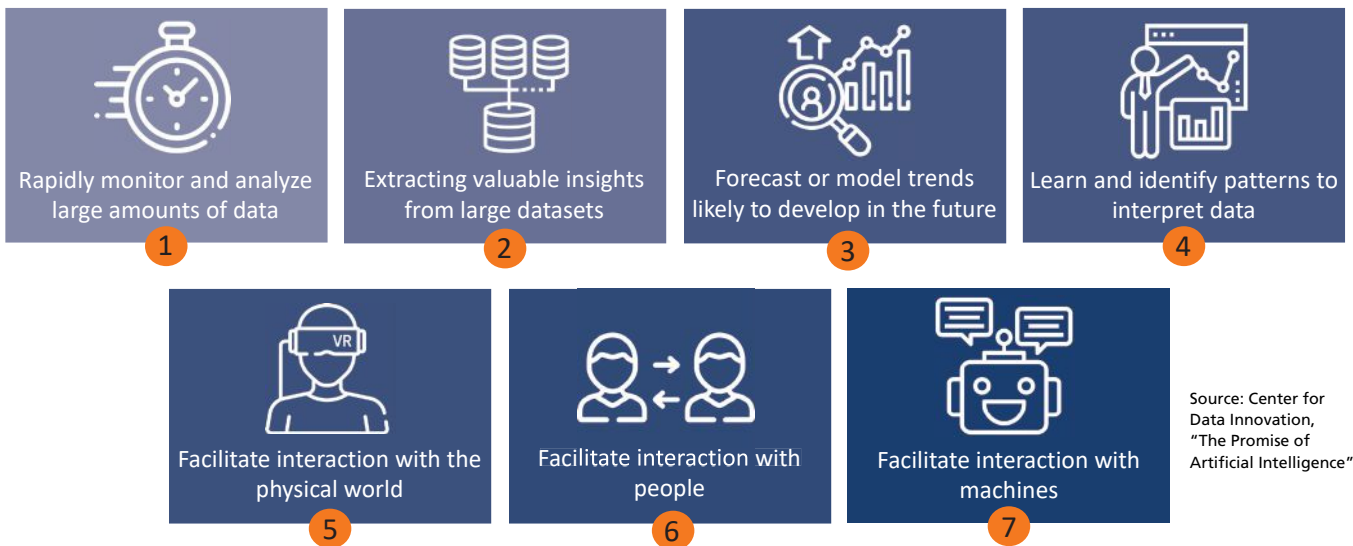 Rapidly monitor and analyze
large amounts of data
1
Extracting valuable insights
from large datasets
2
Forecast or model trends
likely to develop in the future
3
Learn and identify patterns to
interpret data
4
VR
Facilitate interaction with the
physical world
5
Facilitate interaction with
people
6
Facilitate interaction with
machines
7
Source: Center for
Data Innovation,
"The Promise of
Artificial Intelligence"